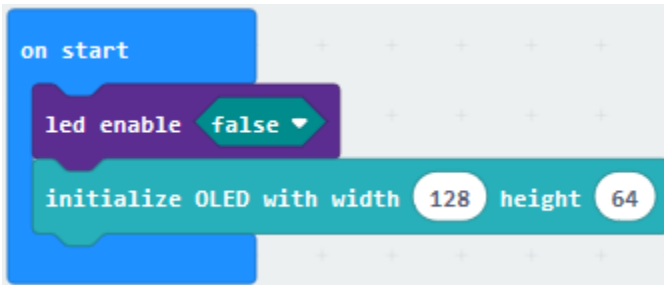 on start
led enable false
initialize OLED with width 128 height 64